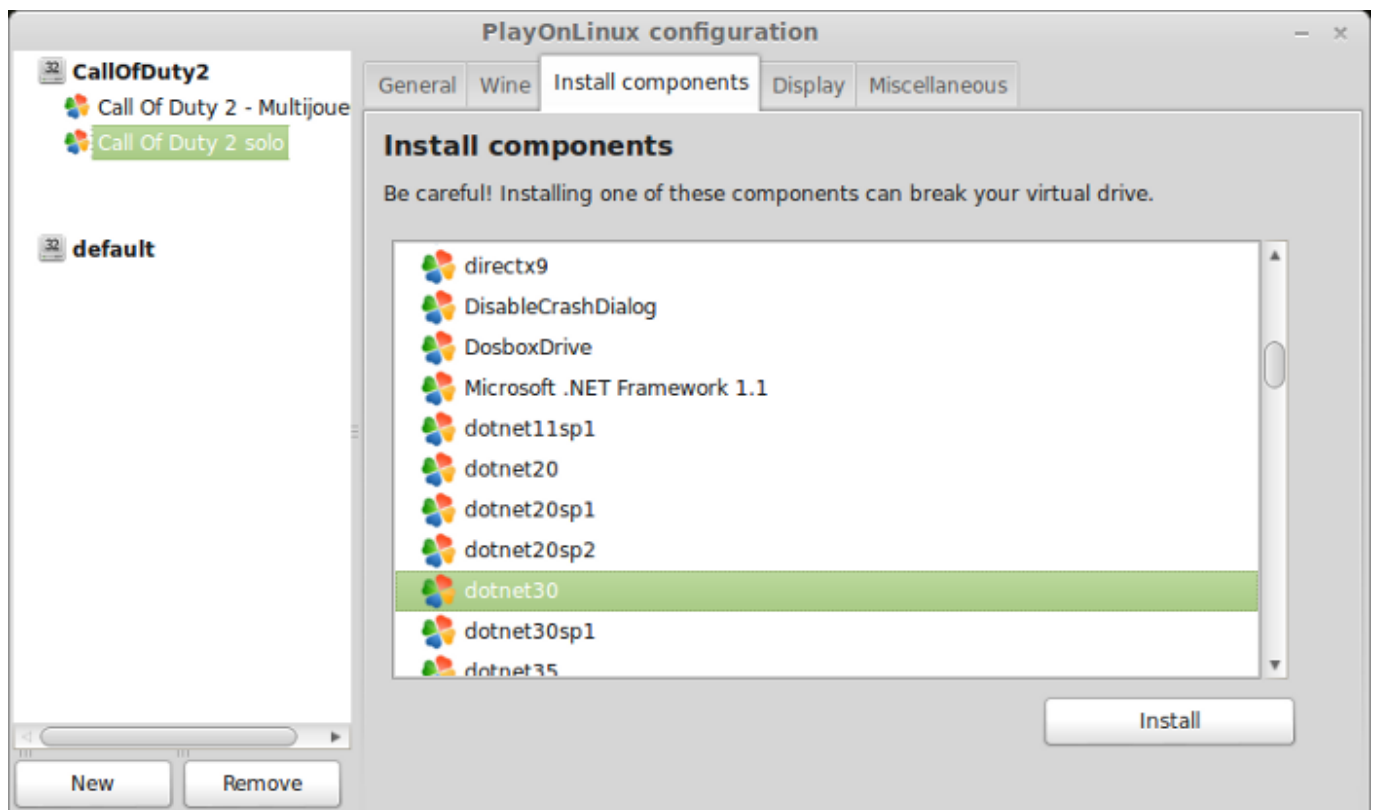 PlayOnLinux configuration
32 CallOfDuty2
Call Of Duty 2 - Multijoue
Call Of Duty 2 solo
32 default
General Wine Install components Display Miscellaneous
Install components
Be careful! Installing one of these components can break your virtual drive.
directx9
DisableCrashDialog
DosboxDrive
Microsoft .NET Framework 1.1
dotnet11sp1
dotnet20
dotnet20sp1
dotnet20sp2
dotnet30
dotnet30sp1
dotnet35
Install
New Remove